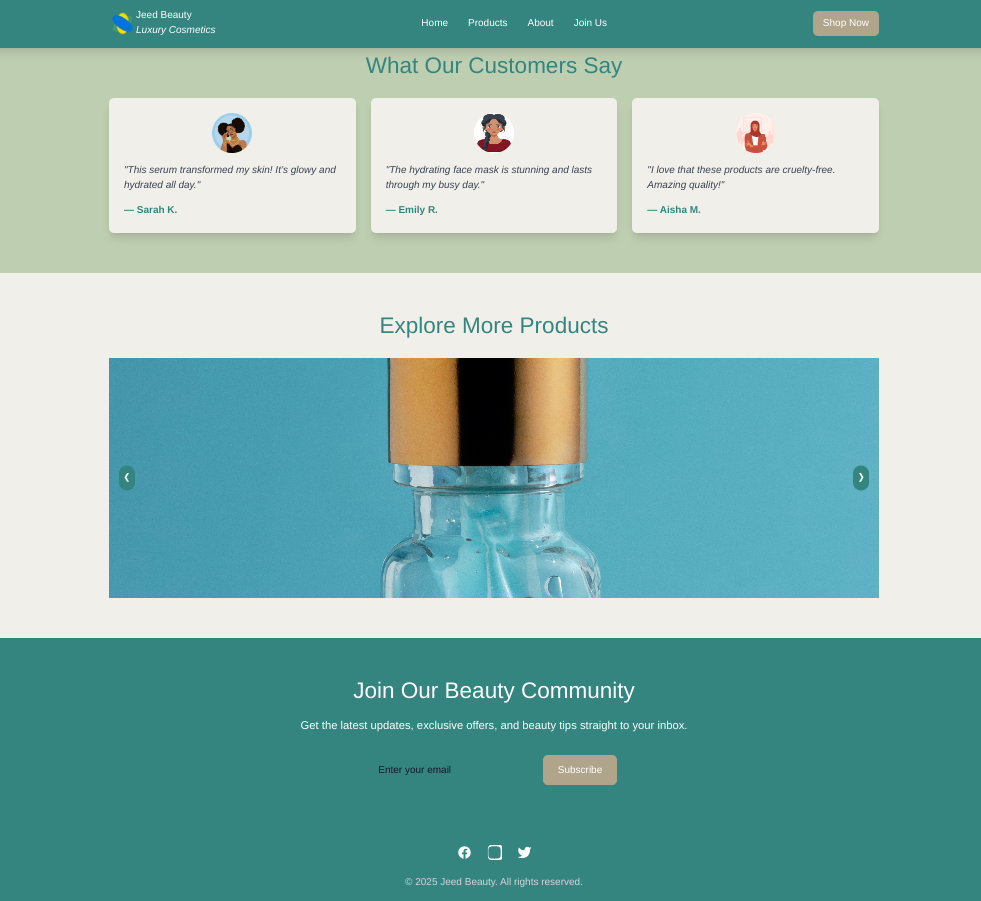 Jeed Beauty
Luxury Cosmetics
Home
Products
About
Join Us
Shop Now
What Our Customers Say
"This serum transformed my skin! It's glowy and
hydrated all day."
— Sarah K.
"The hydrating face mask is stunning and lasts
through my busy day."
— Emily R.
"I love that these products are cruelty-free.
Amazing quality!"
— Aisha M.
Explore More Products
❮
❯
Join Our Beauty Community
Get the latest updates, exclusive offers, and beauty tips straight to your inbox.
Enter your email
Subscribe
© 2025 Jeed Beauty. All rights reserved.